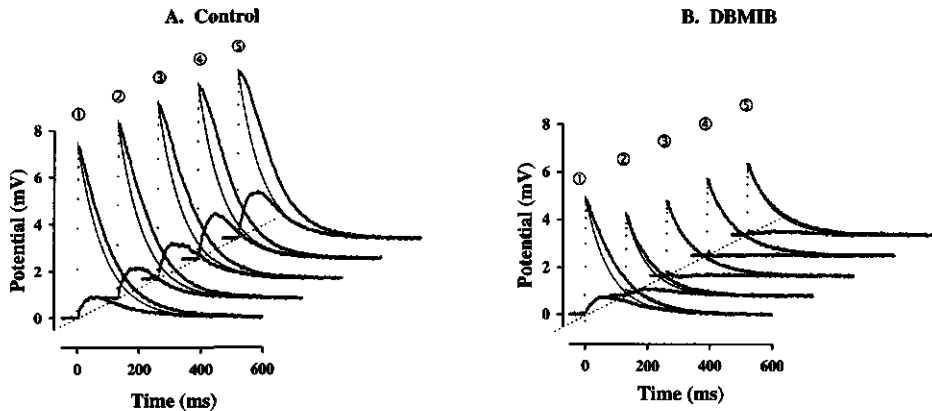 A. Control
B. DBMIB
① ② ③ ④ ⑤
① ② ③ ④ ⑤
Potential (mV)
8
6
4
2
0
Potential (mV)
8
6
4
2
0
0 200 400 600
0 200 400 600
Time (ms)
Time (ms)